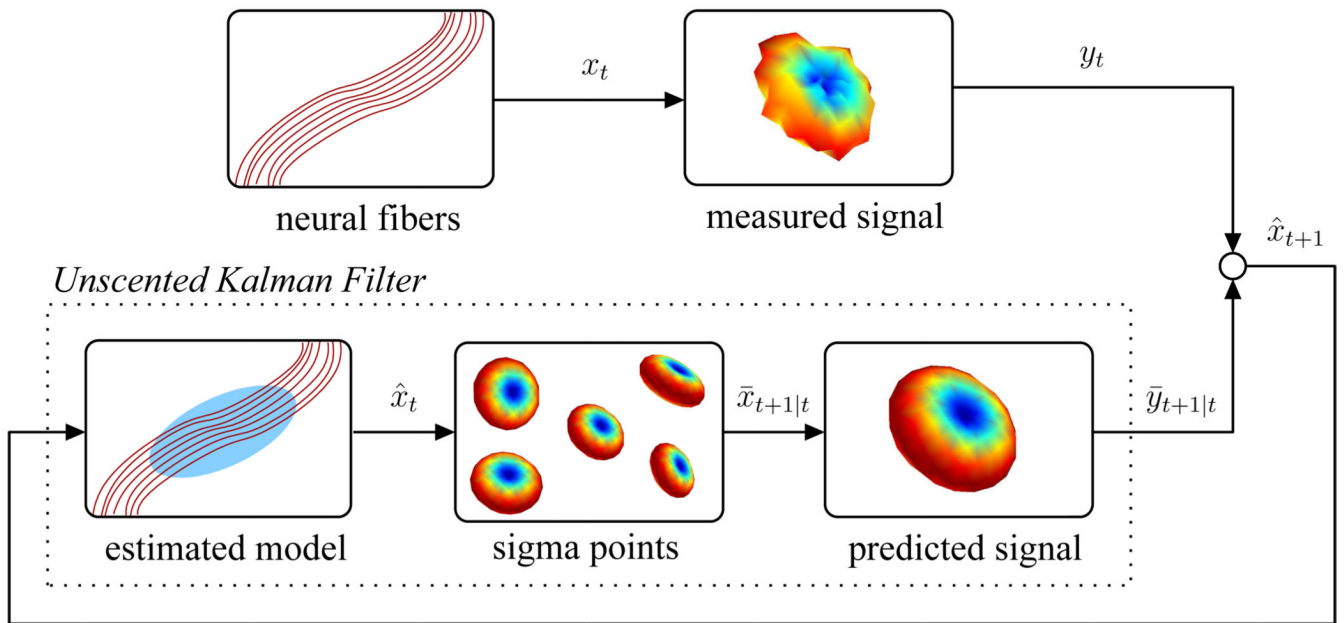 x_t
y_t
neural fibers
measured signal
x̂_{t+1}
Unscented Kalman Filter
x̂_t
x̄_{t+1|t}
ȳ_{t+1|t}
estimated model
sigma points
predicted signal